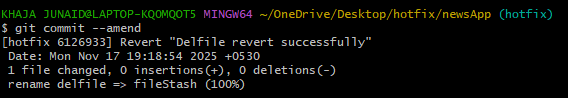 KHAJA JUNAID@LAPTOP-KQOMQOT5 MINGW64 ~/OneDrive/Desktop/hotfix/newsApp (hotfix)
$ git commit --amend
[hotfix 6126933] Revert "Delfile revert successfully"
 Date: Mon Nov 17 19:18:54 2025 +0530
 1 file changed, 0 insertions(+), 0 deletions(-)
 rename delfile => fileStash (100%)